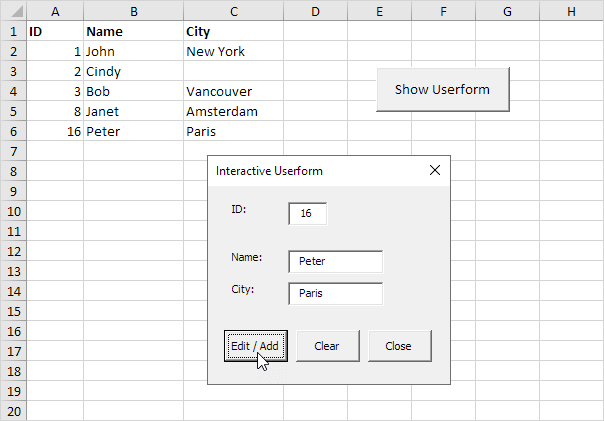 A B C D E F G H
1 ID Name City
2 1 John New York
3 2 Cindy
4 3 Bob Vancouver
Show Userform
5 8 Janet Amsterdam
6 16 Peter Paris
7
8
Interactive Userform
9
10
ID: 16
11
12
Name: Peter
13
City: Paris
14
15
16
Edit / Add Clear Close
17
18
19
20